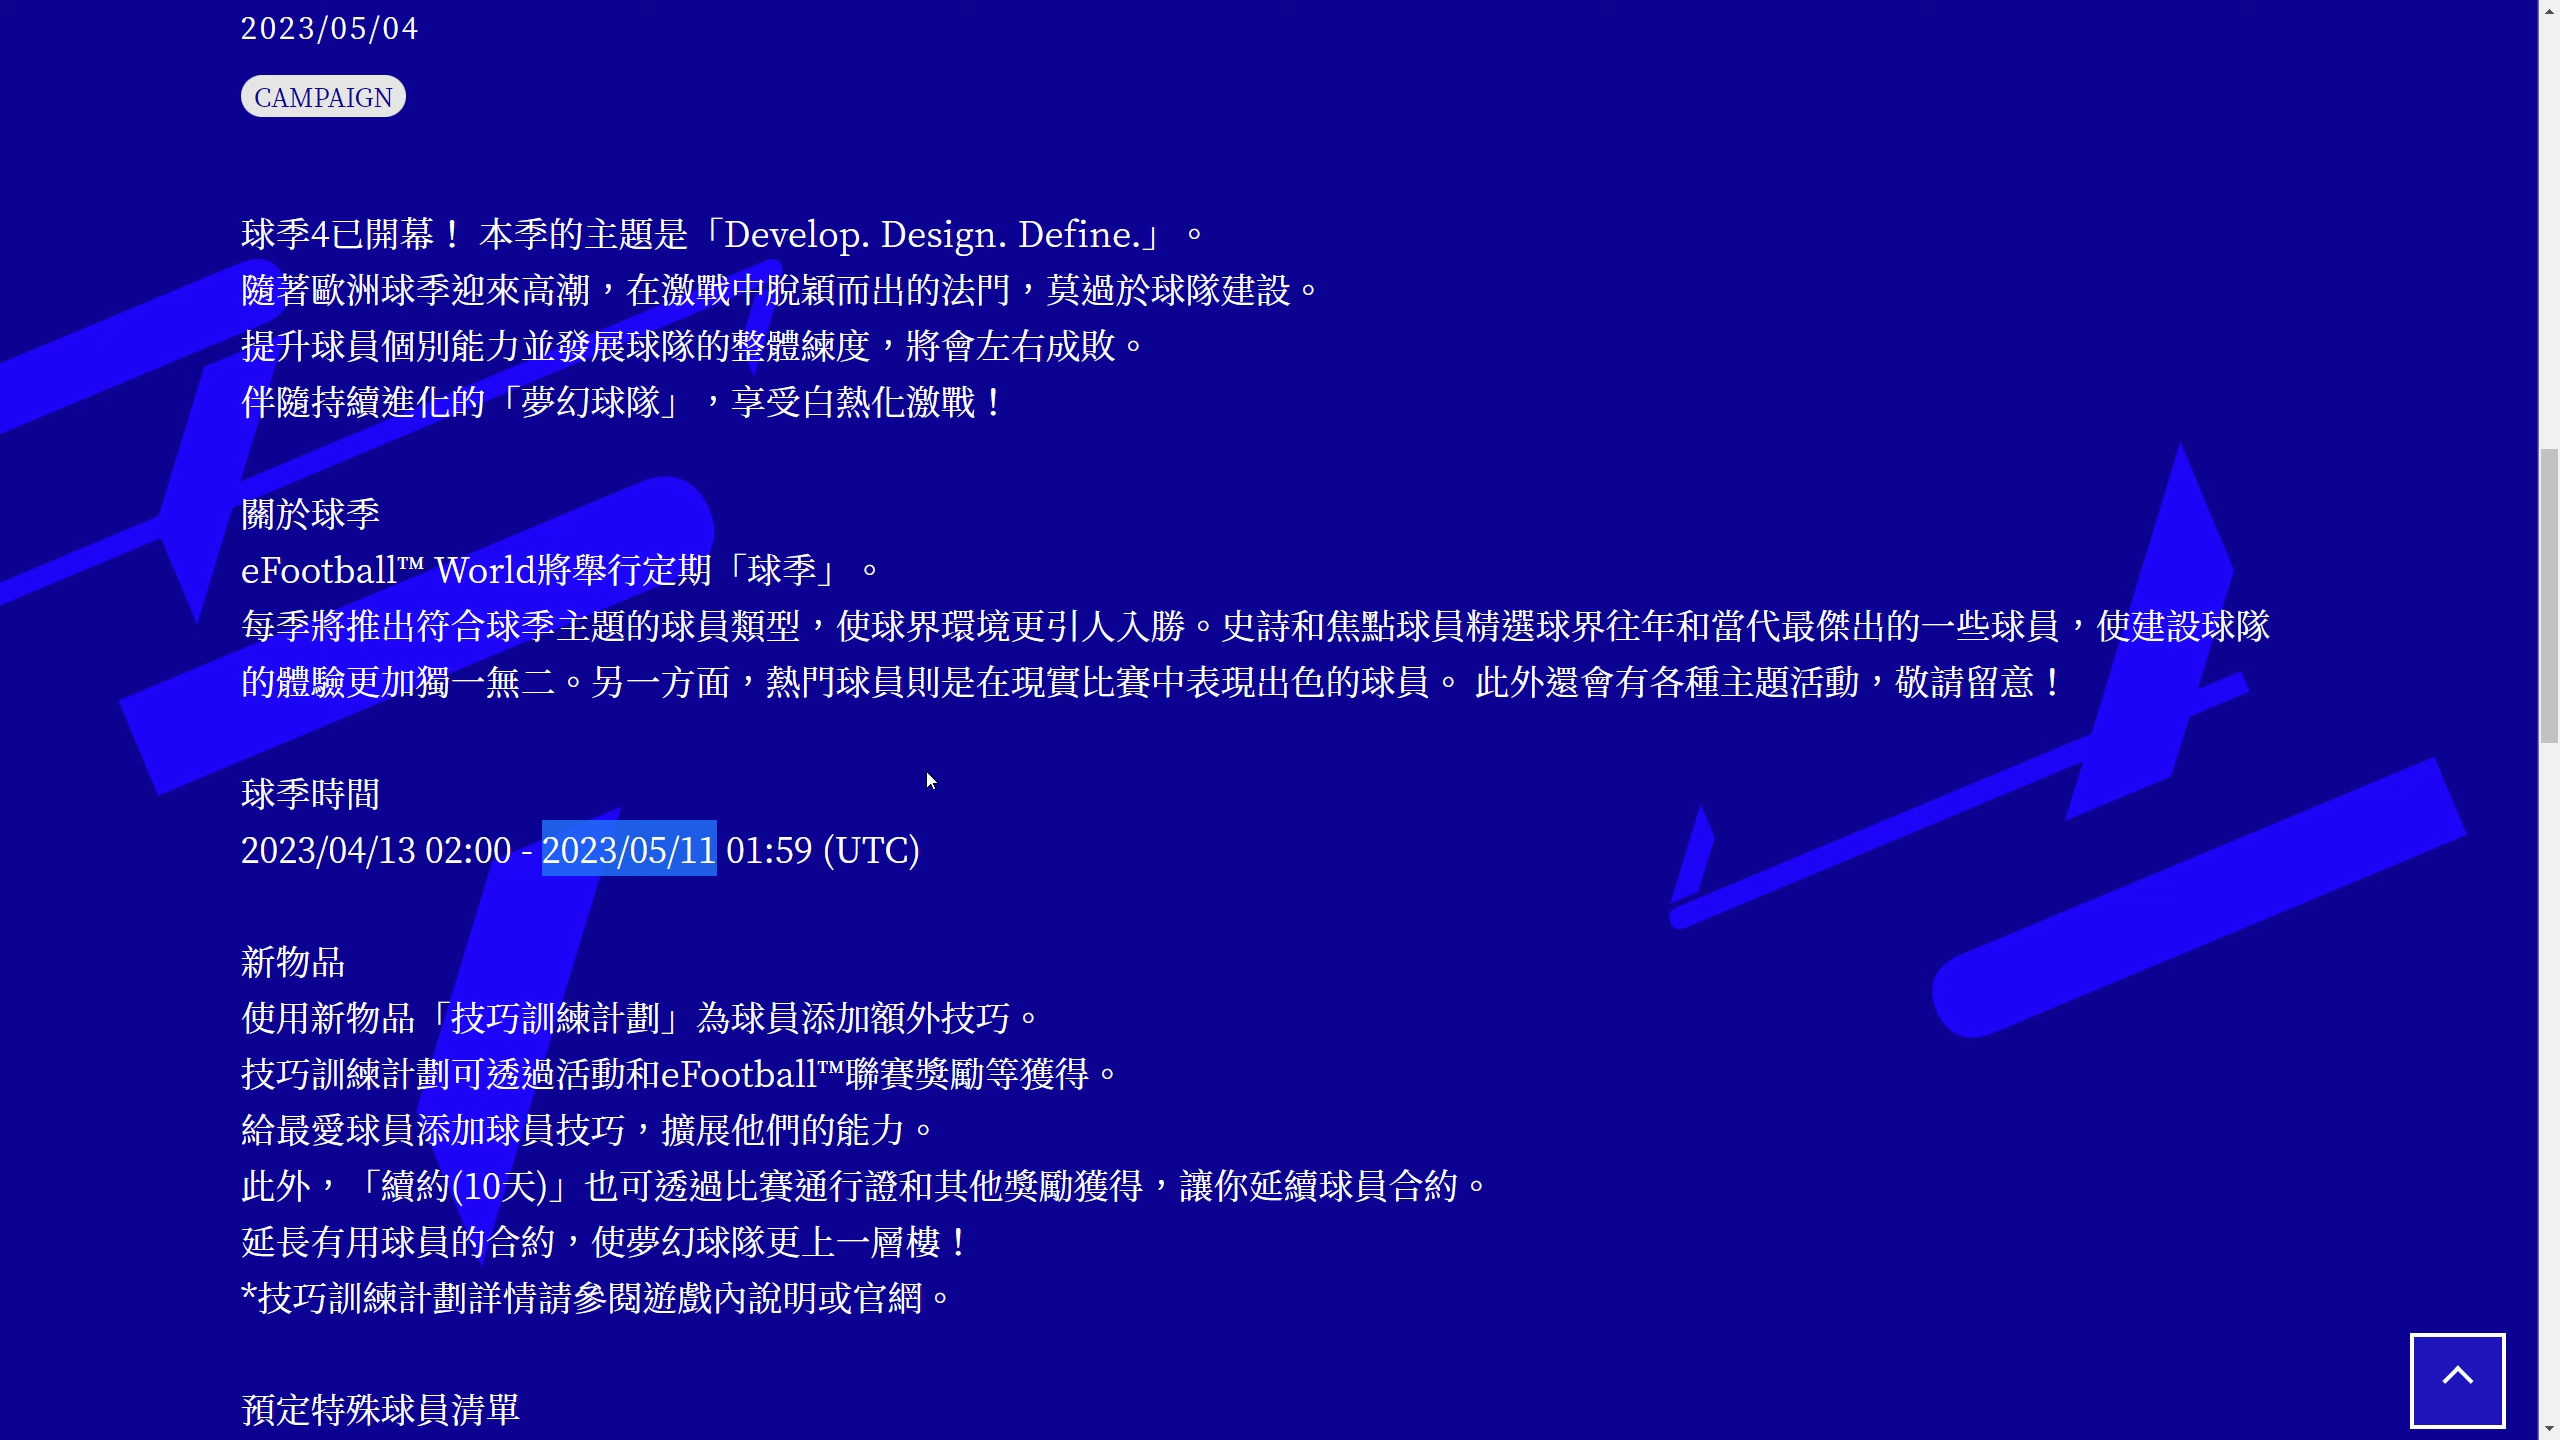 2023/05/04
CAMPAIGN
球季4已開幕！ 本季的主題是「Develop. Design. Define.」。
隨著歐洲球季迎來高潮，在激戰中脫穎而出的法門，莫過於球隊建設。
提升球員個別能力並發展球隊的整體練度，將會左右成敗。
伴隨持續進化的「夢幻球隊」，享受白熱化激戰！
關於球季
eFootball™ World將舉行定期「球季」。
每季將推出符合球季主題的球員類型，使球界環境更引人入勝。史詩和焦點球員精選球界往年和當代最傑出的一些球員，使建設球隊
的體驗更加獨一無二。另一方面，熱門球員則是在現實比賽中表現出色的球員。 此外還會有各種主題活動，敬請留意！
球季時間
2023/04/13 02:00 - 2023/05/11 01:59 (UTC)
新物品
使用新物品「技巧訓練計劃」為球員添加額外技巧。
技巧訓練計劃可透過活動和eFootball™聯賽獎勵等獲得。
給最愛球員添加球員技巧，擴展他們的能力。
此外，「續約(10天)」也可透過比賽通行證和其他獎勵獲得，讓你延續球員合約。
延長有用球員的合約，使夢幻球隊更上一層樓！
*技巧訓練計劃詳情請參閱遊戲內說明或官網。
預定特殊球員清單